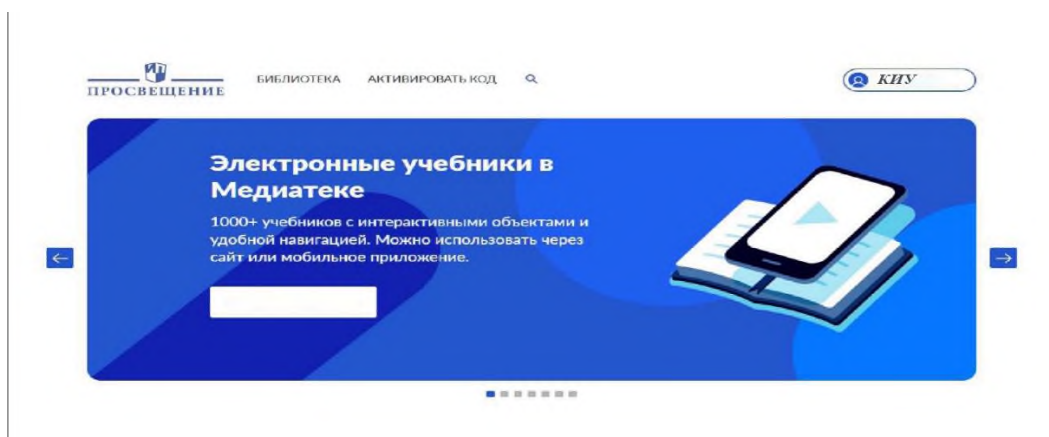 ПРОСВЕЩЕНИЕ
БИБЛИОТЕКА АКТИВИРОВАТЬ КОД
КИУ
Электронные учебники в
Медиатеке
1000+ учебников с интерактивными объектами и
удобной навигацией. Можно использовать через
сайт или мобильное приложение.